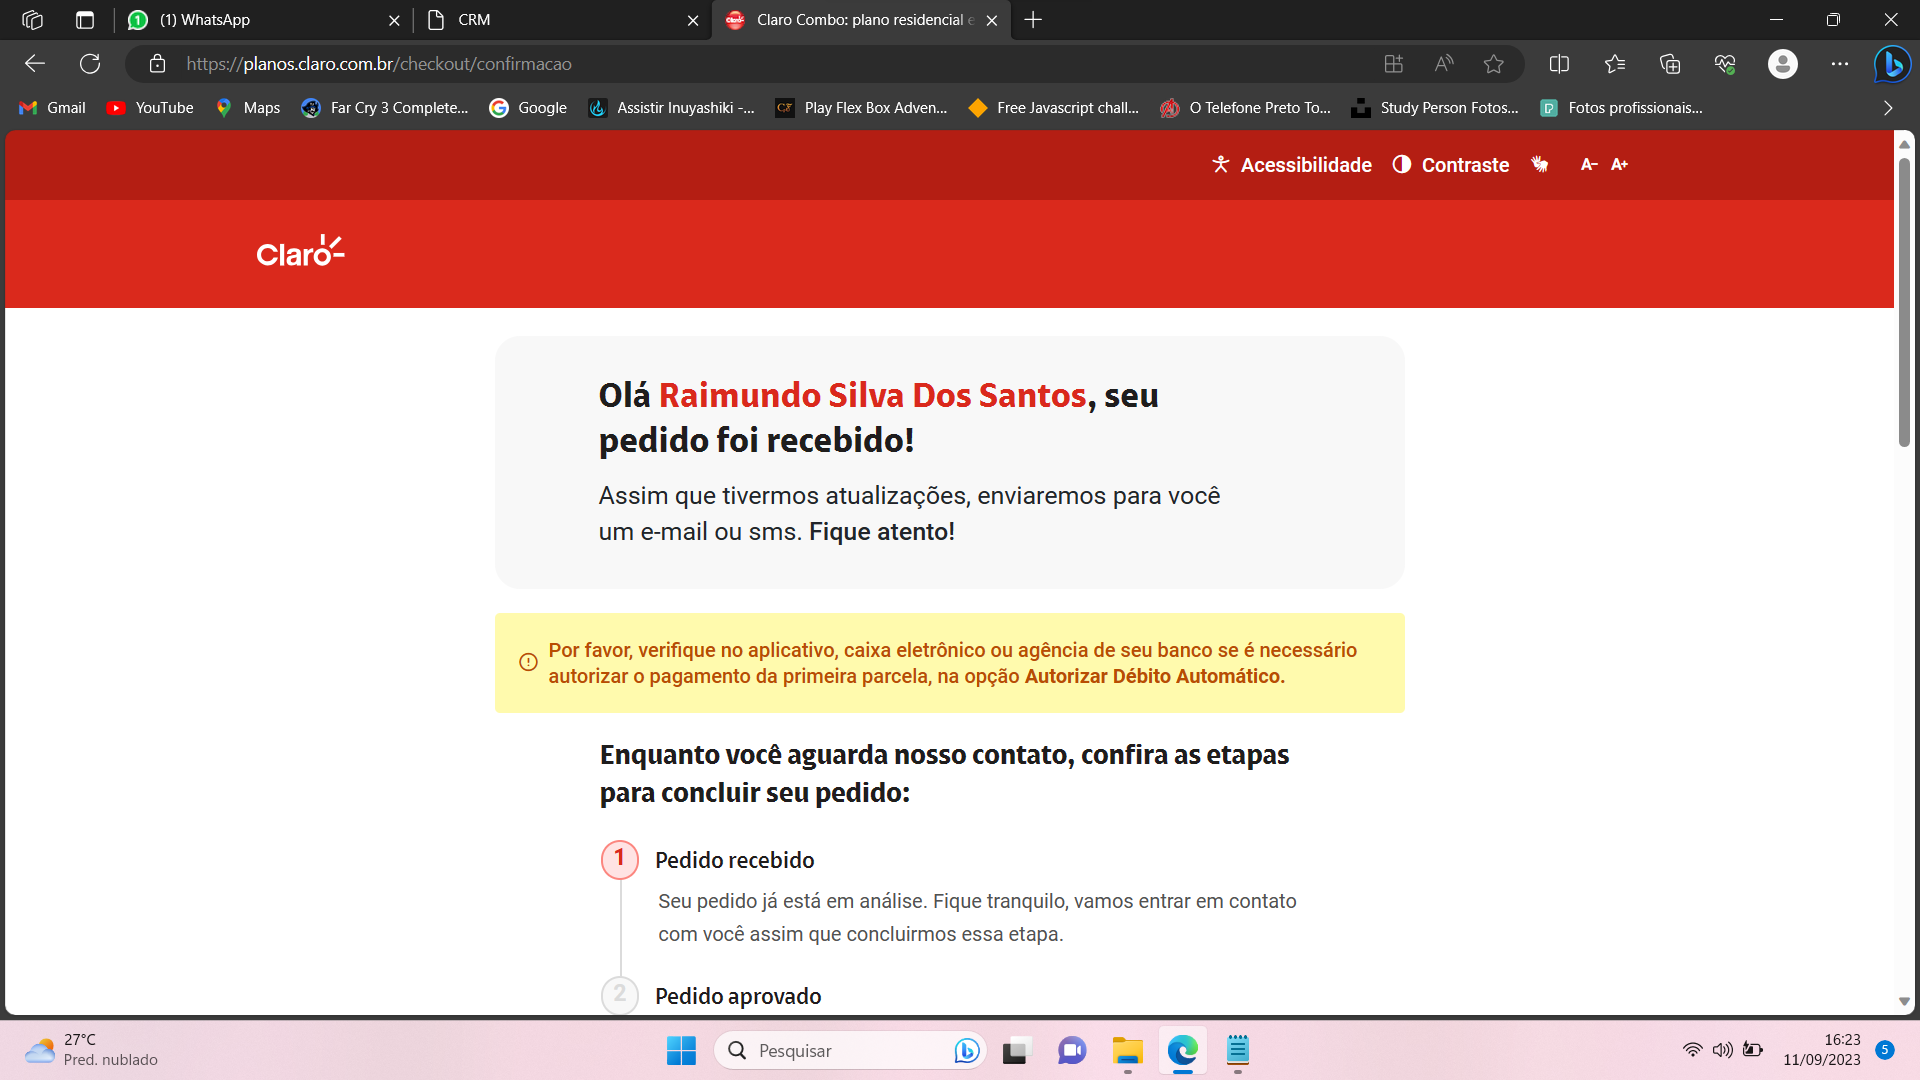 (1) WhatsApp
CRM
Claro Combo: plano residencial e
https://planos.claro.com.br/checkout/confirmacao
Gmail
YouTube
Maps
Far Cry 3 Complete...
Google
Assistir Inuyashiki -...
Play Flex Box Adven...
Free Javascript chall...
O Telefone Preto To...
Study Person Fotos...
Fotos profissionais...
Acessibilidade
Contraste
A-
A+
Claro
Olá Raimundo Silva Dos Santos, seu
pedido foi recebido!
Assim que tivermos atualizações, enviaremos para você
um e-mail ou sms. Fique atento!
Por favor, verifique no aplicativo, caixa eletrônico ou agência de seu banco se é necessário
autorizar o pagamento da primeira parcela, na opção Autorizar Débito Automático.
Enquanto você aguarda nosso contato, confira as etapas
para concluir seu pedido:
1 Pedido recebido
Seu pedido já está em análise. Fique tranquilo, vamos entrar em contato
com você assim que concluirmos essa etapa.
2 Pedido aprovado
27°C
Pred. nublado
Pesquisar
16:23
11/09/2023
5